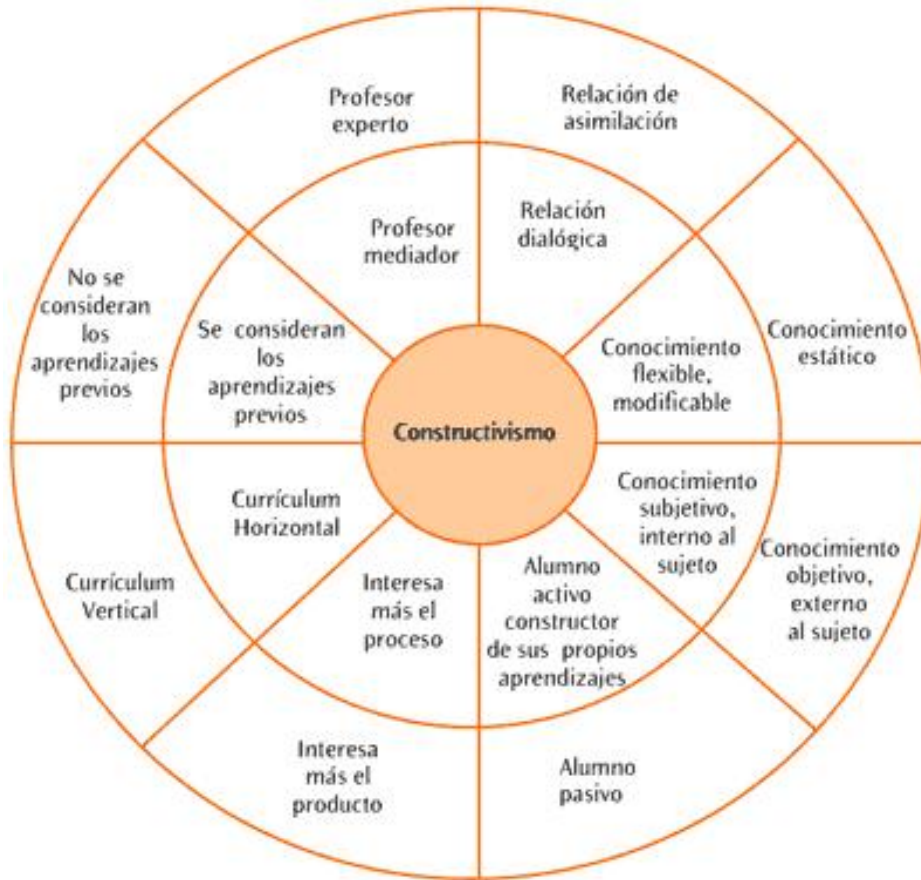 Profesor
experto
Relación de
asimilación
Profesor
mediador
Relación
dialógica
No se
consideran
los
aprendizajes
previos
Se consideran
los
aprendizajes
previos
Conocimiento
flexible,
modificable
Conocimiento
estático
Constructivismo
Currículum
Horizontal
Conocimiento
subjetivo,
interno al
sujeto
Currículum
Vertical
Interesa
más el
proceso
Alumno
activo
constructor
de sus propios
aprendizajes
Conocimiento
objetivo,
externo
al sujeto
Interesa
más el
producto
Alumno
pasivo